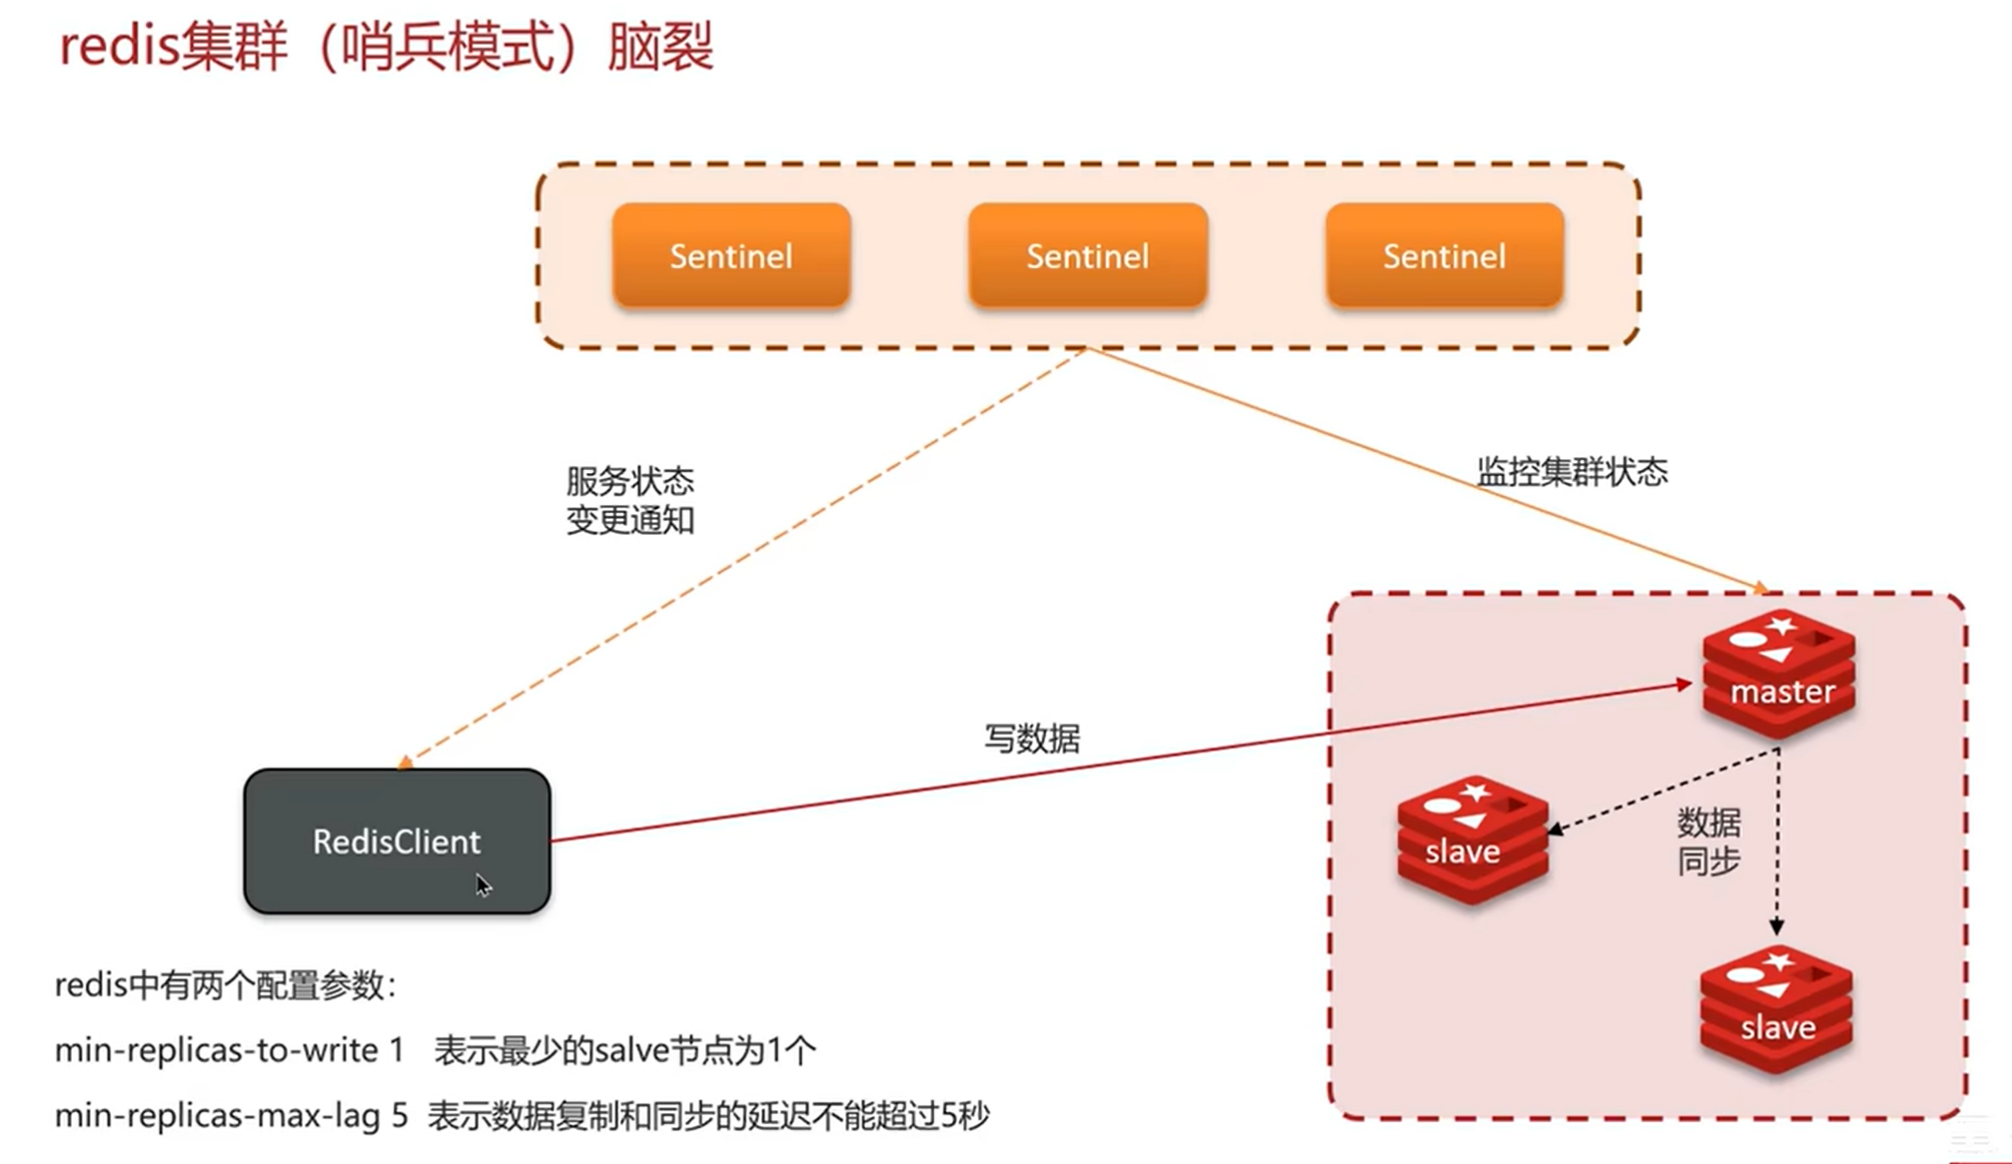 redis集群（哨兵模式）脑裂
Sentinel
Sentinel
Sentinel
服务状态
变更通知
监控集群状态
写数据
master
RedisClient
slave
数据
同步
slave
redis中有两个配置参数：
min-replicas-to-write 1 表示最少的salve节点为1个
min-replicas-max-lag 5 表示数据复制和同步的延迟不能超过5秒